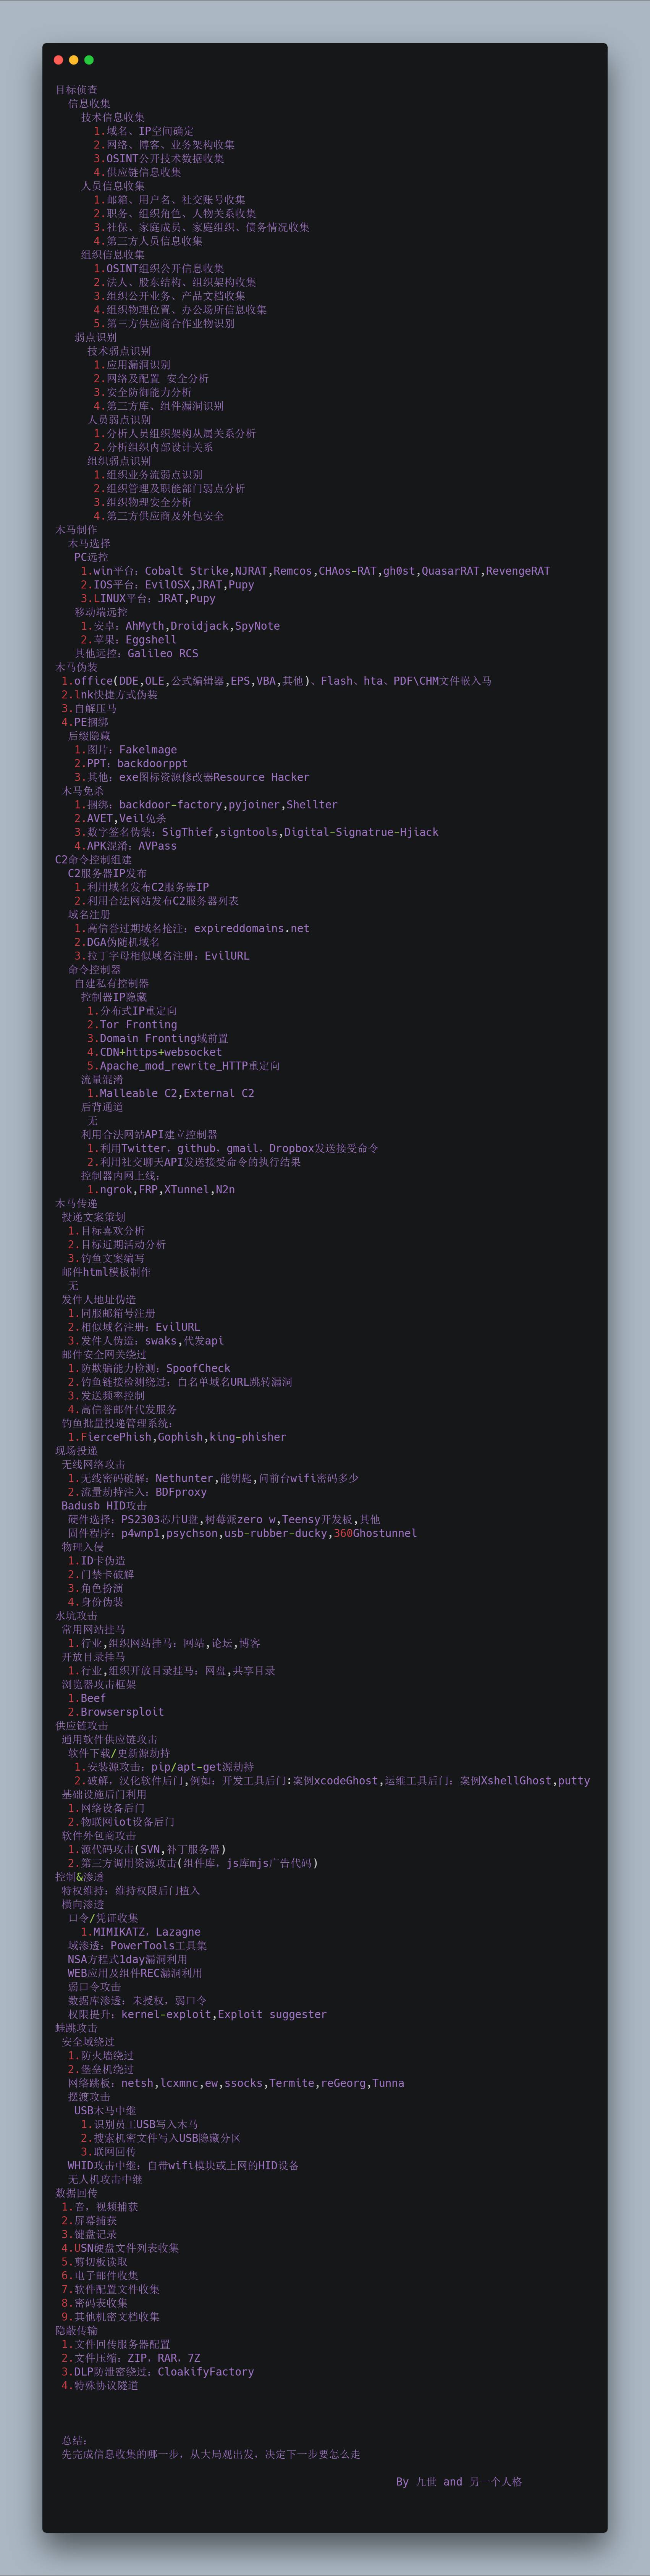 目标侦查
信息收集
技术信息收集
1.域名、IP空间确定
2.网络、博客、业务架构收集
3.OSINT公开技术数据收集
4.供应链信息收集
人员信息收集
1.邮箱、用户名、社交账号收集
2.职务、组织角色、人物关系收集
3.社保、家庭成员、家庭组织、债务情况收集
4.第三方人员信息收集
组织信息收集
1.OSINT组织公开信息收集
2.法人、股东结构、组织架构收集
3.组织公开业务、产品文档收集
4.组织物理位置、办公场所信息收集
5.第三方供应商合作业物识别
弱点识别
技术弱点识别
1.应用漏洞识别
2.网络及配置 安全分析
3.安全防御能力分析
4.第三方库、组件漏洞识别
人员弱点识别
1.分析人员组织架构从属关系分析
2.分析组织内部设计关系
组织弱点识别
1.组织业务流弱点识别
2.组织管理及职能部门弱点分析
3.组织物理安全分析
4.第三方供应商及外包安全
木马制作
木马选择
PC远控
1.win平台：Cobalt Strike,NJRAT,Remcos,CHAos-RAT,gh0st,QuasarRAT,RevengeRAT
2.IOS平台：EvilOSX,JRAT,Pupy
3.LINUX平台：JRAT,Pupy
移动端远控
1.安卓：AhMyth,Droidjack,SpyNote
2.苹果：Eggshell
其他远控：Galileo RCS
木马伪装
1.office(DDE,OLE,公式编辑器,EPS,VBA,其他)、Flash、hta、PDF\CHM文件嵌入马
2.lnk快捷方式伪装
3.自解压马
4.PE捆绑
后缀隐藏
1.图片：Fakelmage
2.PPT：backdoorppt
3.其他：exe图标资源修改器Resource Hacker
木马免杀
1.捆绑：backdoor-factory,pyjoiner,Shellter
2.AVET,Veil免杀
3.数字签名伪装：SigThief,signtools,Digital-Signatrue-Hjiack
4.APK混淆：AVPass
C2命令控制组建
C2服务器IP发布
1.利用域名发布C2服务器IP
2.利用合法网站发布C2服务器列表
域名注册
1.高信誉过期域名抢注：expireddomains.net
2.DGA伪随机域名
3.拉丁字母相似域名注册：EvilURL
命令控制器
自建私有控制器
控制器IP隐藏
1.分布式IP重定向
2.Tor Fronting
3.Domain Fronting域前置
4.CDN+https+websocket
5.Apache_mod_rewrite_HTTP重定向
流量混淆
1.Malleable C2,External C2
后背通道
无
利用合法网站API建立控制器
1.利用Twitter，github，gmail，Dropbox发送接受命令
2.利用社交聊天API发送接受命令的执行结果
控制器内网上线：
1.ngrok,FRP,XTunnel,N2n
木马传递
投递文案策划
1.目标喜欢分析
2.目标近期活动分析
3.钓鱼文案编写
邮件html模板制作
无
发件人地址伪造
1.同服邮箱号注册
2.相似域名注册：EvilURL
3.发件人伪造：swaks,代发api
邮件安全网关绕过
1.防欺骗能力检测：SpoofCheck
2.钓鱼链接检测绕过：白名单域名URL跳转漏洞
3.发送频率控制
4.高信誉邮件代发服务
钓鱼批量投递管理系统：
1.FiercePhish,Gophish,king-phisher
现场投递
无线网络攻击
1.无线密码破解：Nethunter,能钥匙,问前台wifi密码多少
2.流量劫持注入：BDFproxy
Badusb HID攻击
硬件选择：PS2303芯片U盘,树莓派zero w,Teensy开发板,其他
固件程序：p4wnp1,psychson,usb-rubber-ducky,360Ghostunnel
物理入侵
1.ID卡伪造
2.门禁卡破解
3.角色扮演
4.身份伪装
水坑攻击
常用网站挂马
1.行业,组织网站挂马：网站,论坛,博客
开放目录挂马
1.行业,组织开放目录挂马：网盘,共享目录
浏览器攻击框架
1.Beef
2.Browsersploit
供应链攻击
通用软件供应链攻击
软件下载/更新源劫持
1.安装源攻击：pip/apt-get源劫持
2.破解，汉化软件后门,例如：开发工具后门:案例xcodeGhost,运维工具后门：案例XshellGhost,putty
基础设施后门利用
1.网络设备后门
2.物联网iot设备后门
软件外包商攻击
1.源代码攻击(SVN,补丁服务器)
2.第三方调用资源攻击(组件库，js库mjs广告代码)
控制&渗透
特权维持：维持权限后门植入
横向渗透
口令/凭证收集
1.MIMIKATZ，Lazagne
域渗透：PowerTools工具集
NSA方程式1day漏洞利用
WEB应用及组件REC漏洞利用
弱口令攻击
数据库渗透：未授权，弱口令
权限提升：kernel-exploit,Exploit suggester
蛙跳攻击
安全域绕过
1.防火墙绕过
2.堡垒机绕过
网络跳板：netsh,lcxmnc,ew,ssocks,Termite,reGeorg,Tunna
摆渡攻击
USB木马中继
1.识别员工USB写入木马
2.搜索机密文件写入USB隐藏分区
3.联网回传
WHID攻击中继：自带wifi模块或上网的HID设备
无人机攻击中继
数据回传
1.音，视频捕获
2.屏幕捕获
3.键盘记录
4.USN硬盘文件列表收集
5.剪切板读取
6.电子邮件收集
7.软件配置文件收集
8.密码表收集
9.其他机密文档收集
隐蔽传输
1.文件回传服务器配置
2.文件压缩：ZIP，RAR，7Z
3.DLP防泄密绕过：CloakifyFactory
4.特殊协议隧道
总结：
先完成信息收集的哪一步，从大局观出发，决定下一步要怎么走
By 九世 and 另一个人格